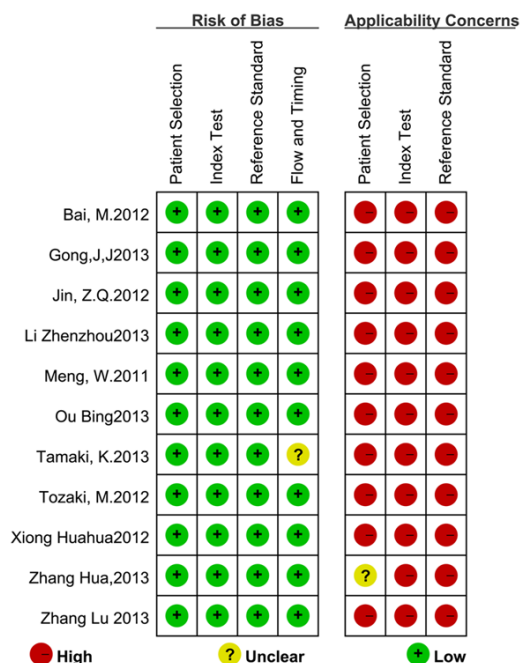 Risk of Bias Applicability Concerns
Patient Selection Index Test Reference Standard Flow and Timing Patient Selection Index Test Reference Standard
Bai, M.2012 + + + + - - -
Gong,J,J2013 + + + + - - -
Jin, Z.Q.2012 + + + + - - -
Li Zhenzhou2013 + + + + - - -
Meng, W.2011 + + + + - - -
Ou Bing2013 + + + + - - -
Tamaki, K.2013 + + + ? - - -
Tozaki, M.2012 + + + + - - -
Xiong Huahua2012 + + + + - - -
Zhang Hua,2013 + + + + ? - -
Zhang Lu 2013 + + + + - - -
- High ? Unclear + Low